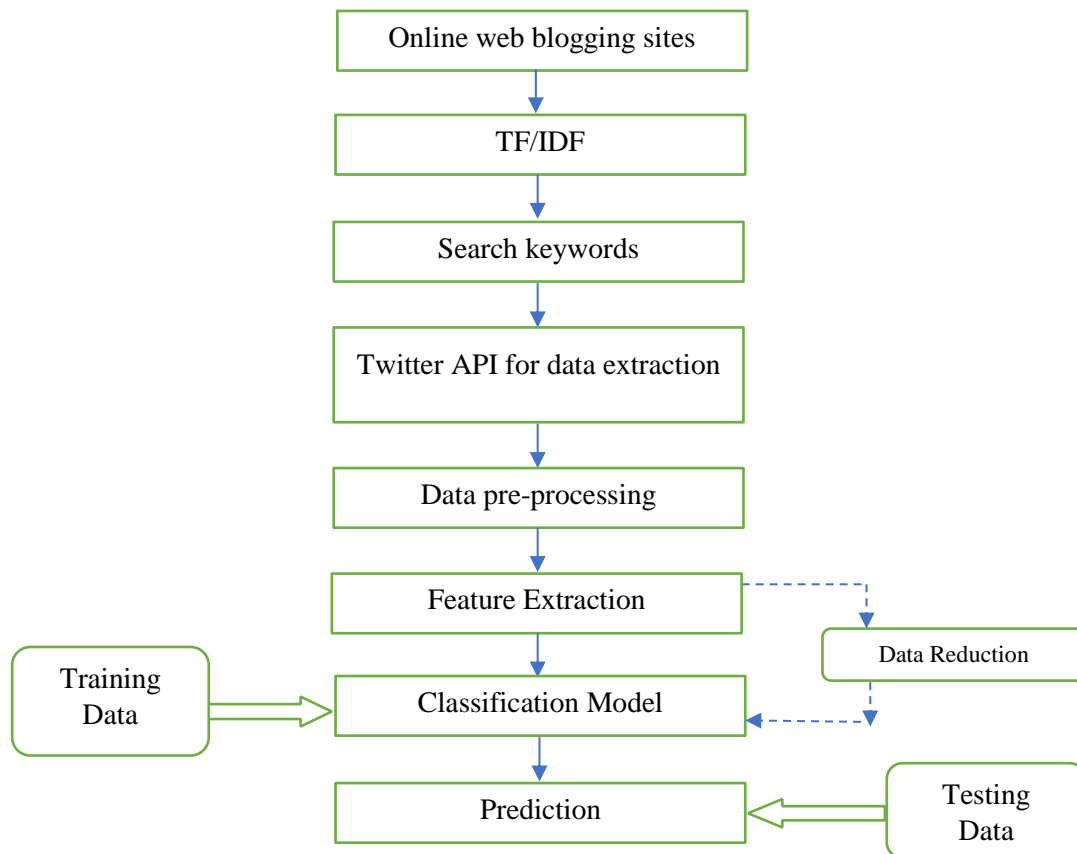 Online web blogging sites
TF/IDF
Search keywords
Twitter API for data extraction
Data pre-processing
Feature Extraction
Data Reduction
Training
Data
Classification Model
Prediction
Testing
Data